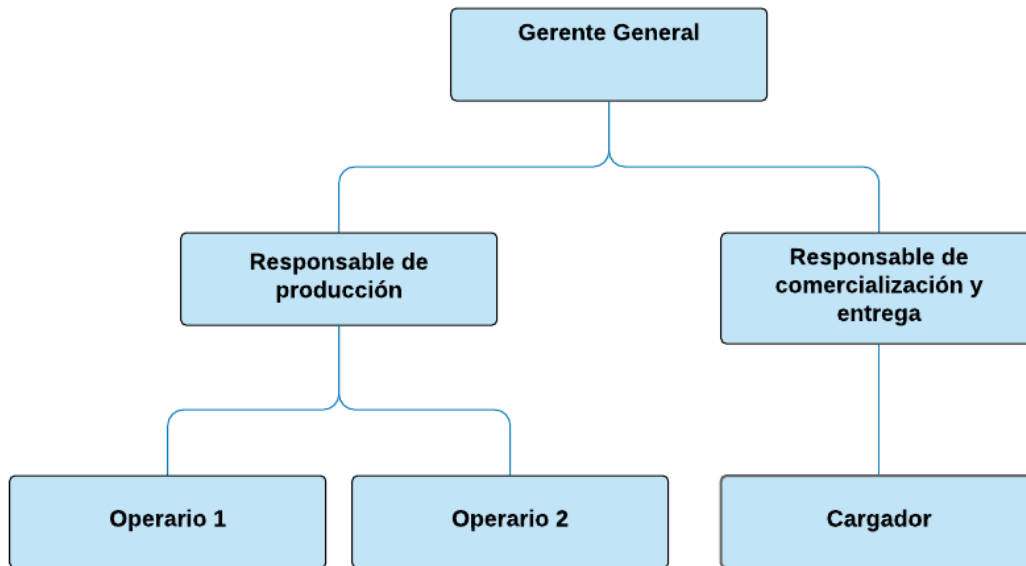 Gerente General
Responsable de
producción
Responsable de
comercialización y
entrega
Operario 1
Operario 2
Cargador